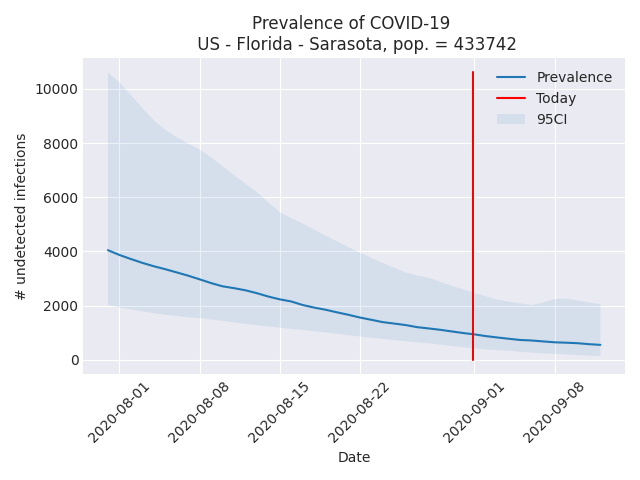 Prevalence of COVID-19
US - Florida - Sarasota, pop. = 433742
Prevalence
Today
95CI
# undetected infections
10000
8000
6000
4000
2000
0
2020-08-01
2020-08-08
2020-08-15
2020-08-22
2020-09-01
2020-09-08
Date